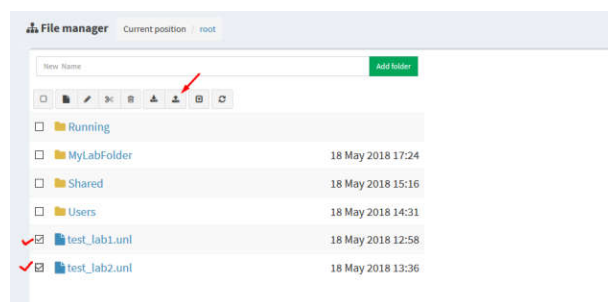 File manager Current position / root
New Name Add folder
Running
MyLabFolder 18 May 2018 17:24
Shared 18 May 2018 15:16
Users 18 May 2018 14:31
test_lab1.unl 18 May 2018 12:58
test_lab2.unl 18 May 2018 13:36